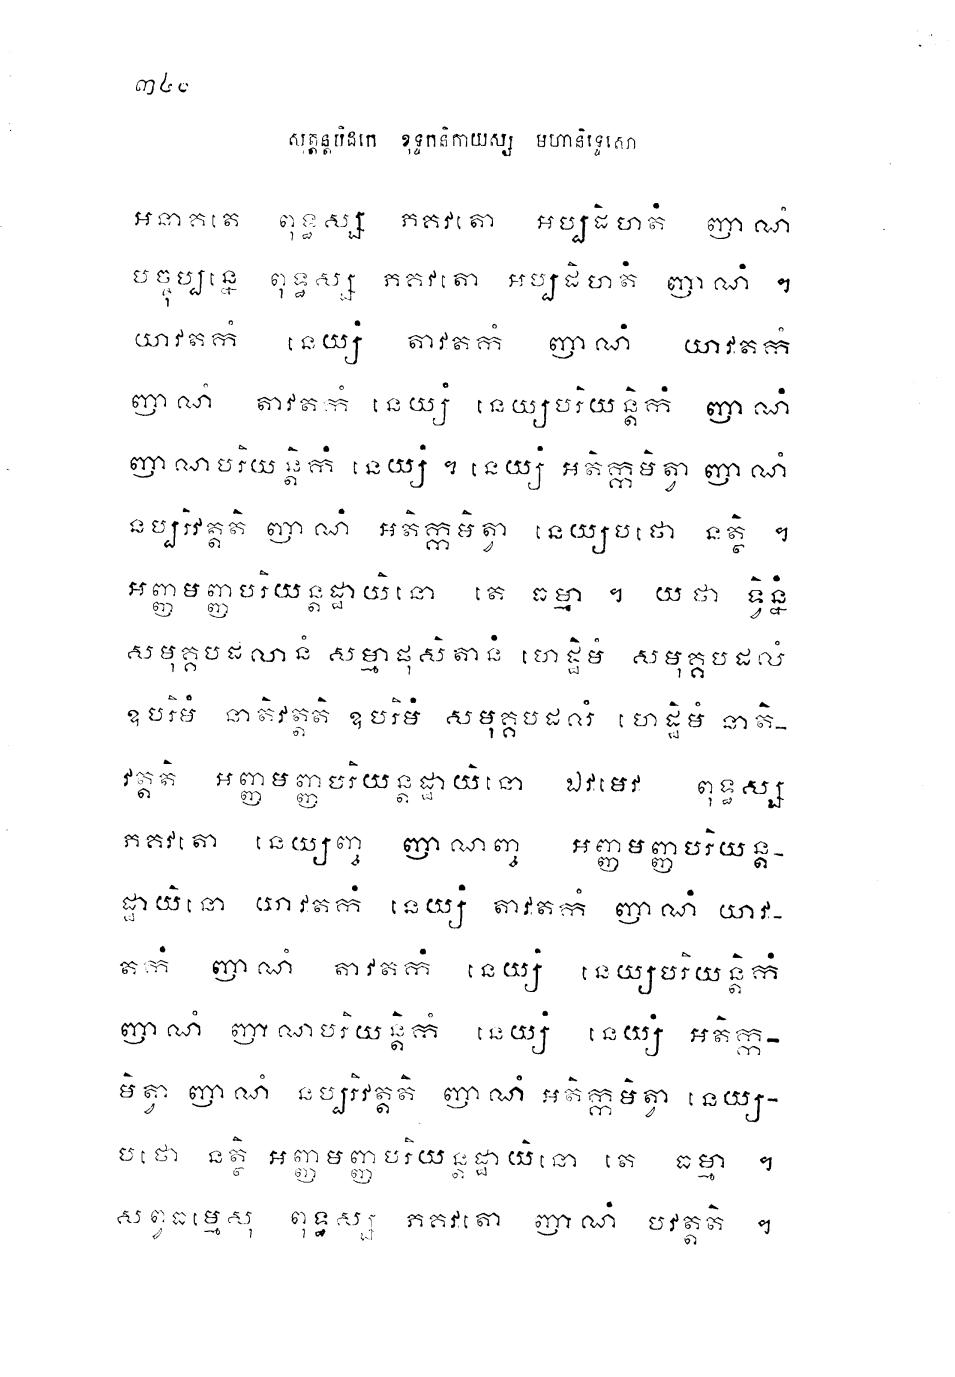 ៣៤០
សុត្តន្តបិដកេ ខុទ្ទកនិកាយស្ស មហានិទ្ទេសោ
អនាគតេ ពុទ្ធស្ស ភគវតោ អប្បដិហតំ ញាណំ
បច្ចុប្បន្នេ ពុទ្ធស្ស ភគវតោ អប្បដិហតំ ញាណំ ។
យាវតកំ នេយ្យំ តាវតកំ ញាណំ យាវតកំ
ញាណំ តាវតកំ នេយ្យំ នេយ្យបរិយន្តិកំ ញាណំ
ញាណបរិយន្តិកំ នេយ្យំ ។ នេយ្យំ អតិក្កមិត្វា ញាណំ
នប្បវិវត្តតិ ញាណំ អតិក្កមិត្វា នេយ្យបថោ នត្ថិ ។
អញ្ញមញ្ញបរិយន្តដ្ឋាយិនោ តេ ធម្មា ។ យថា ទ្វិន្នំ
សមុគ្គបដលានំ សម្មាផុសិតានំ ហេដ្ឋិមំ សមុគ្គបដលំ
ឧបរិមំ នាតិវត្តតិ ឧបរិមំ សមុគ្គបដលំ ហេដ្ឋិមំ នាតិ-
វត្តតិ អញ្ញមញ្ញបរិយន្តដ្ឋាយិនោ ឯវមេវ ពុទ្ធស្ស
ភគវតោ នេយ្យញ្ច ញាណញ្ច អញ្ញមញ្ញបរិយន្ត-
ដ្ឋាយិនោ យាវតកំ នេយ្យំ តាវតកំ ញាណំ យាវ-
តកំ ញាណំ តាវតកំ នេយ្យំ នេយ្យបរិយន្តិកំ
ញាណំ ញាណបរិយន្តិកំ នេយ្យំ នេយ្យំ អតិក្ក-
មិត្វា ញាណំ នប្បវិវត្តតិ ញាណំ អតិក្កមិត្វា នេយ្យ-
បថោ នត្ថិ អញ្ញមញ្ញបរិយន្តដ្ឋាយិនោ តេ ធម្មា ។
សព្វធម្មេសុ ពុទ្ធស្ស ភគវតោ ញាណំ បវត្តតិ ។